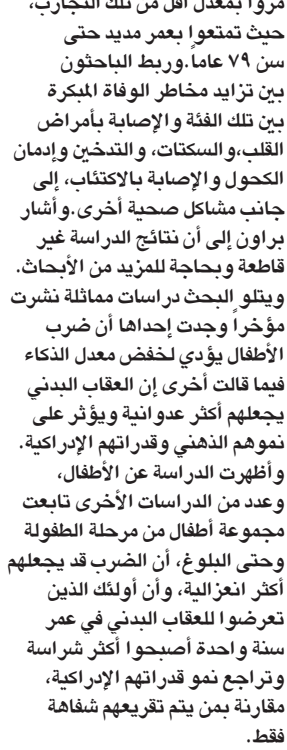 مروا بمعدل أقل من تلك التجارب،
حيث تمتعوا بعمر مديد حتى
سن ٧٩ عاماً.وربط الباحثون
بين تزايد مخاطر الوفاة المبكرة
بين تلك الفئة والإصابة بأمراض
القلب،والسكتات، والتدخين وإدمان
الكحول والإصابة بالاكتئاب، إلى
جانب مشاكل صحية أخرى.وأشار
براون إلى أن نتائج الدراسة غير
قاطعة وبحاجة للمزيد من الأبحاث.
ويتلو البحث دراسات مماثلة نشرت
مؤخراً وجدت إحداها أن ضرب
الأطفال يؤدي لخفض معدل الذكاء
فيما قالت أخرى إن العقاب البدني
يجعلهم أكثر عدوانية ويؤثر على
نموهم الذهني وقدراتهم الإدراكية.
وأظهرت الدراسة عن الأطفال،
وعدد من الدراسات الأخرى تابعت
مجموعة أطفال من مرحلة الطفولة
وحتى البلوغ، أن الضرب قد يجعلهم
أكثر انعزالية، وأن أولئك الذين
تعرضوا للعقاب البدني في عمر
سنة واحدة أصبحوا أكثر شراسة
وتراجع نمو قدراتهم الإدراكية،
مقارنة بمن يتم تقريعهم شفاهة
فقط.